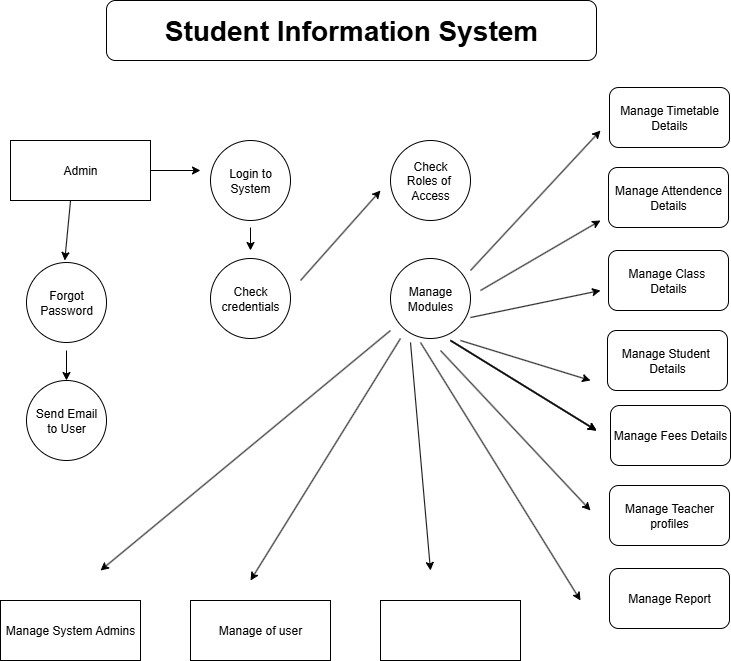 Student Information System
Manage Timetable
Details
Admin
Login to
System
Check
Roles of
Access
Manage Attendence
Details
Forgot
Password
Check
credentials
Manage
Modules
Manage Class
Details
Manage Student
Details
Send Email
to User
Manage Fees Details
Manage Teacher
profiles
Manage Report
Manage System Admins
Manage of user